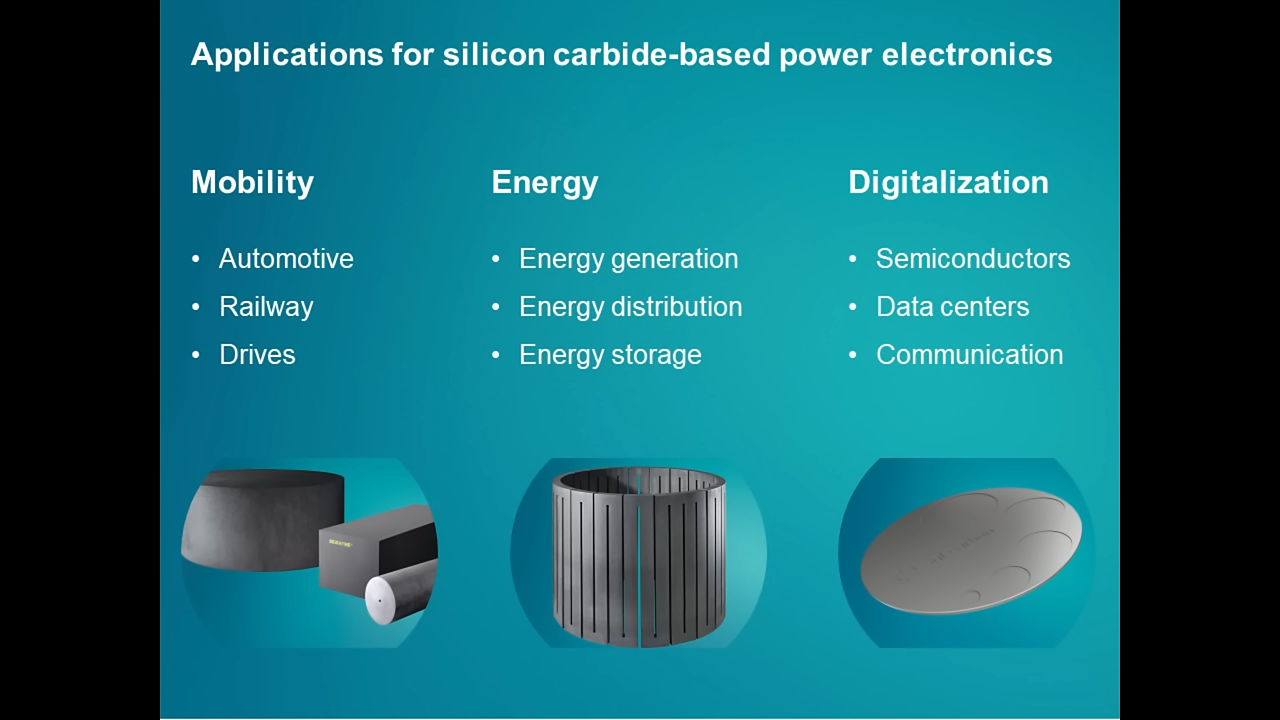 Applications for silicon carbide-based power electronics
Mobility
• Automotive
• Railway
• Drives
Energy
• Energy generation
• Energy distribution
• Energy storage
Digitalization
• Semiconductors
• Data centers
• Communication